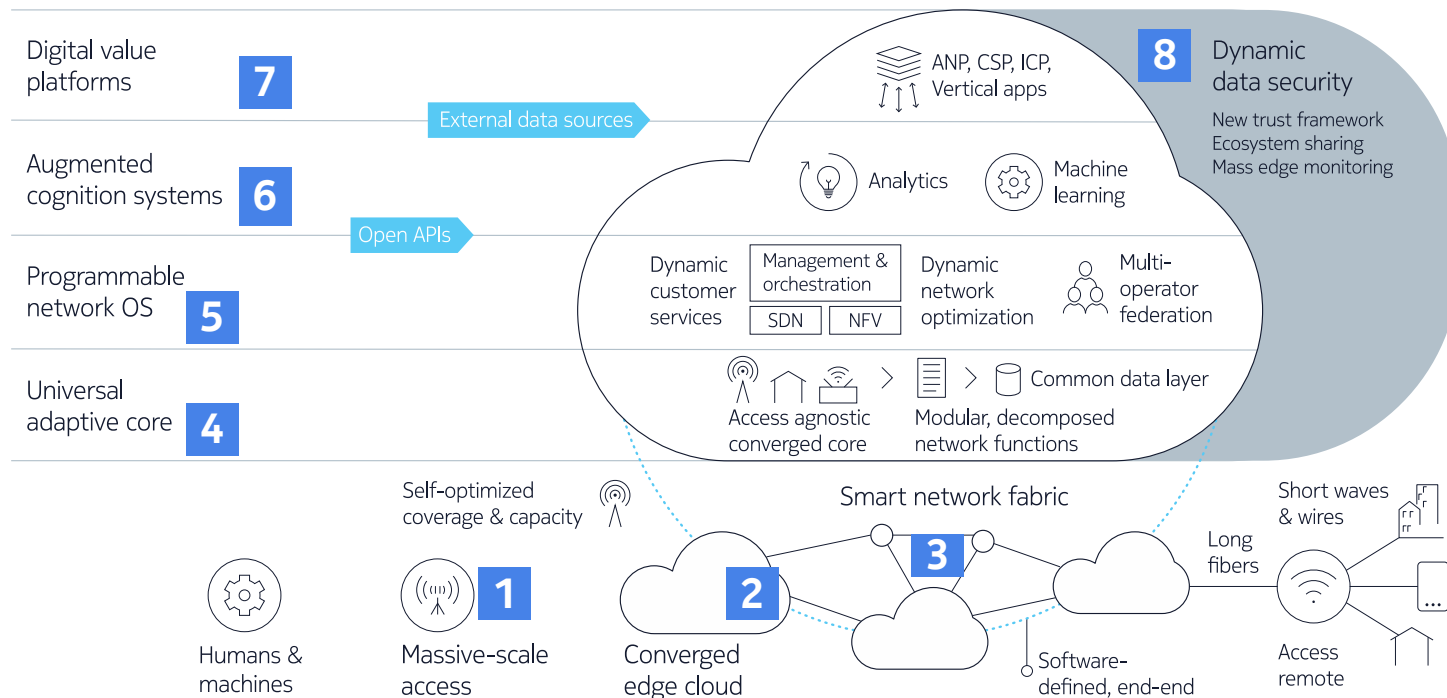 Digital value
platforms
7
External data sources
ANP, CSP, ICP,
Vertical apps
8
Dynamic
data security
New trust framework
Ecosystem sharing
Mass edge monitoring
Augmented
cognition systems
6
Open APIs
Analytics
Machine
learning
Programmable
network OS
5
Dynamic
customer
services
Management &
orchestration
SDN
NFV
Dynamic
network
optimization
Multi-
operator
federation
Universal
adaptive core
4
Access agnostic
converged core
Modular, decomposed
network functions
Common data layer
Self-optimized
coverage & capacity
Smart network fabric
Short waves
& wires
Long
fibers
1
2
3
Humans &
machines
Massive-scale
access
Converged
edge cloud
Software-
defined, end-end
Access
remote